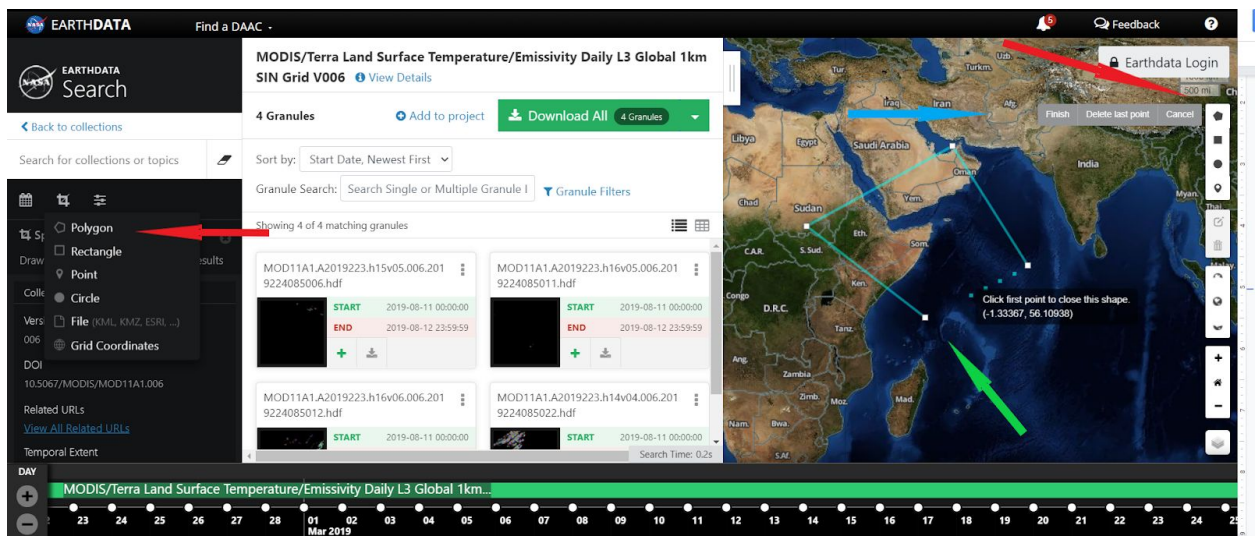 EARTHDATA
Find a DAAC
5
Feedback
?
EARTHDATA
Search
Back to collections
Search for collections or topics
Polygon
Rectangle
Point
Circle
File (KML, KMZ, ESRI, ...)
Grid Coordinates
Sp
Draw
sults
Colle
Versi
006
DOI
10.5067/MODIS/MOD11A1.006
Related URLs
View All Related URLs
Temporal Extent
MODIS/Terra Land Surface Temperature/Emissivity Daily L3 Global 1km
SIN Grid V006 View Details
4 Granules Add to project Download All 4 Granules
Sort by: Start Date, Newest First
Granule Search: Search Single or Multiple Granule I Granule Filters
Showing 4 of 4 matching granules
MOD11A1.A2019223.h15v05.006.201
9224085006.hdf
START 2019-08-11 00:00:00
END 2019-08-12 23:59:59
MOD11A1.A2019223.h16v05.006.201
9224085011.hdf
START 2019-08-11 00:00:00
END 2019-08-12 23:59:59
MOD11A1.A2019223.h16v06.006.201
9224085012.hdf
START 2019-08-11 00:00:00
MOD11A1.A2019223.h14v04.006.201
9224085022.hdf
START 2019-08-11 00:00:00
Search Time: 0.2s
Earthdata Login
500 mi
Finish Delete last point Cancel
Tur.
Uzb
Turkm.
Ch
Iraq
Iran
Afg.
Libya
Egypt
Saudi Arabia
Oman
India
Myan.
Thai.
Chad
Sudan
Yem.
C.A.R.
S. Sud.
Eth.
Som.
Malay.
Congo
D.R.C.
Ken.
Tanz.
Click first point to close this shape.
(-1.33367, 56.10938)
Ang.
Zambia
Zimb.
Moz.
Mad.
Nam.
Bwa.
S.Af.
DAY
MODIS/Terra Land Surface Temperature/Emissivity Daily L3 Global 1km...
23 24 25 26 27 28 01 02 03 04 05 06 07 08 09 10 11 12 13 14 15 16 17 18 19 20 21 22 23 24 25
Mar 2019